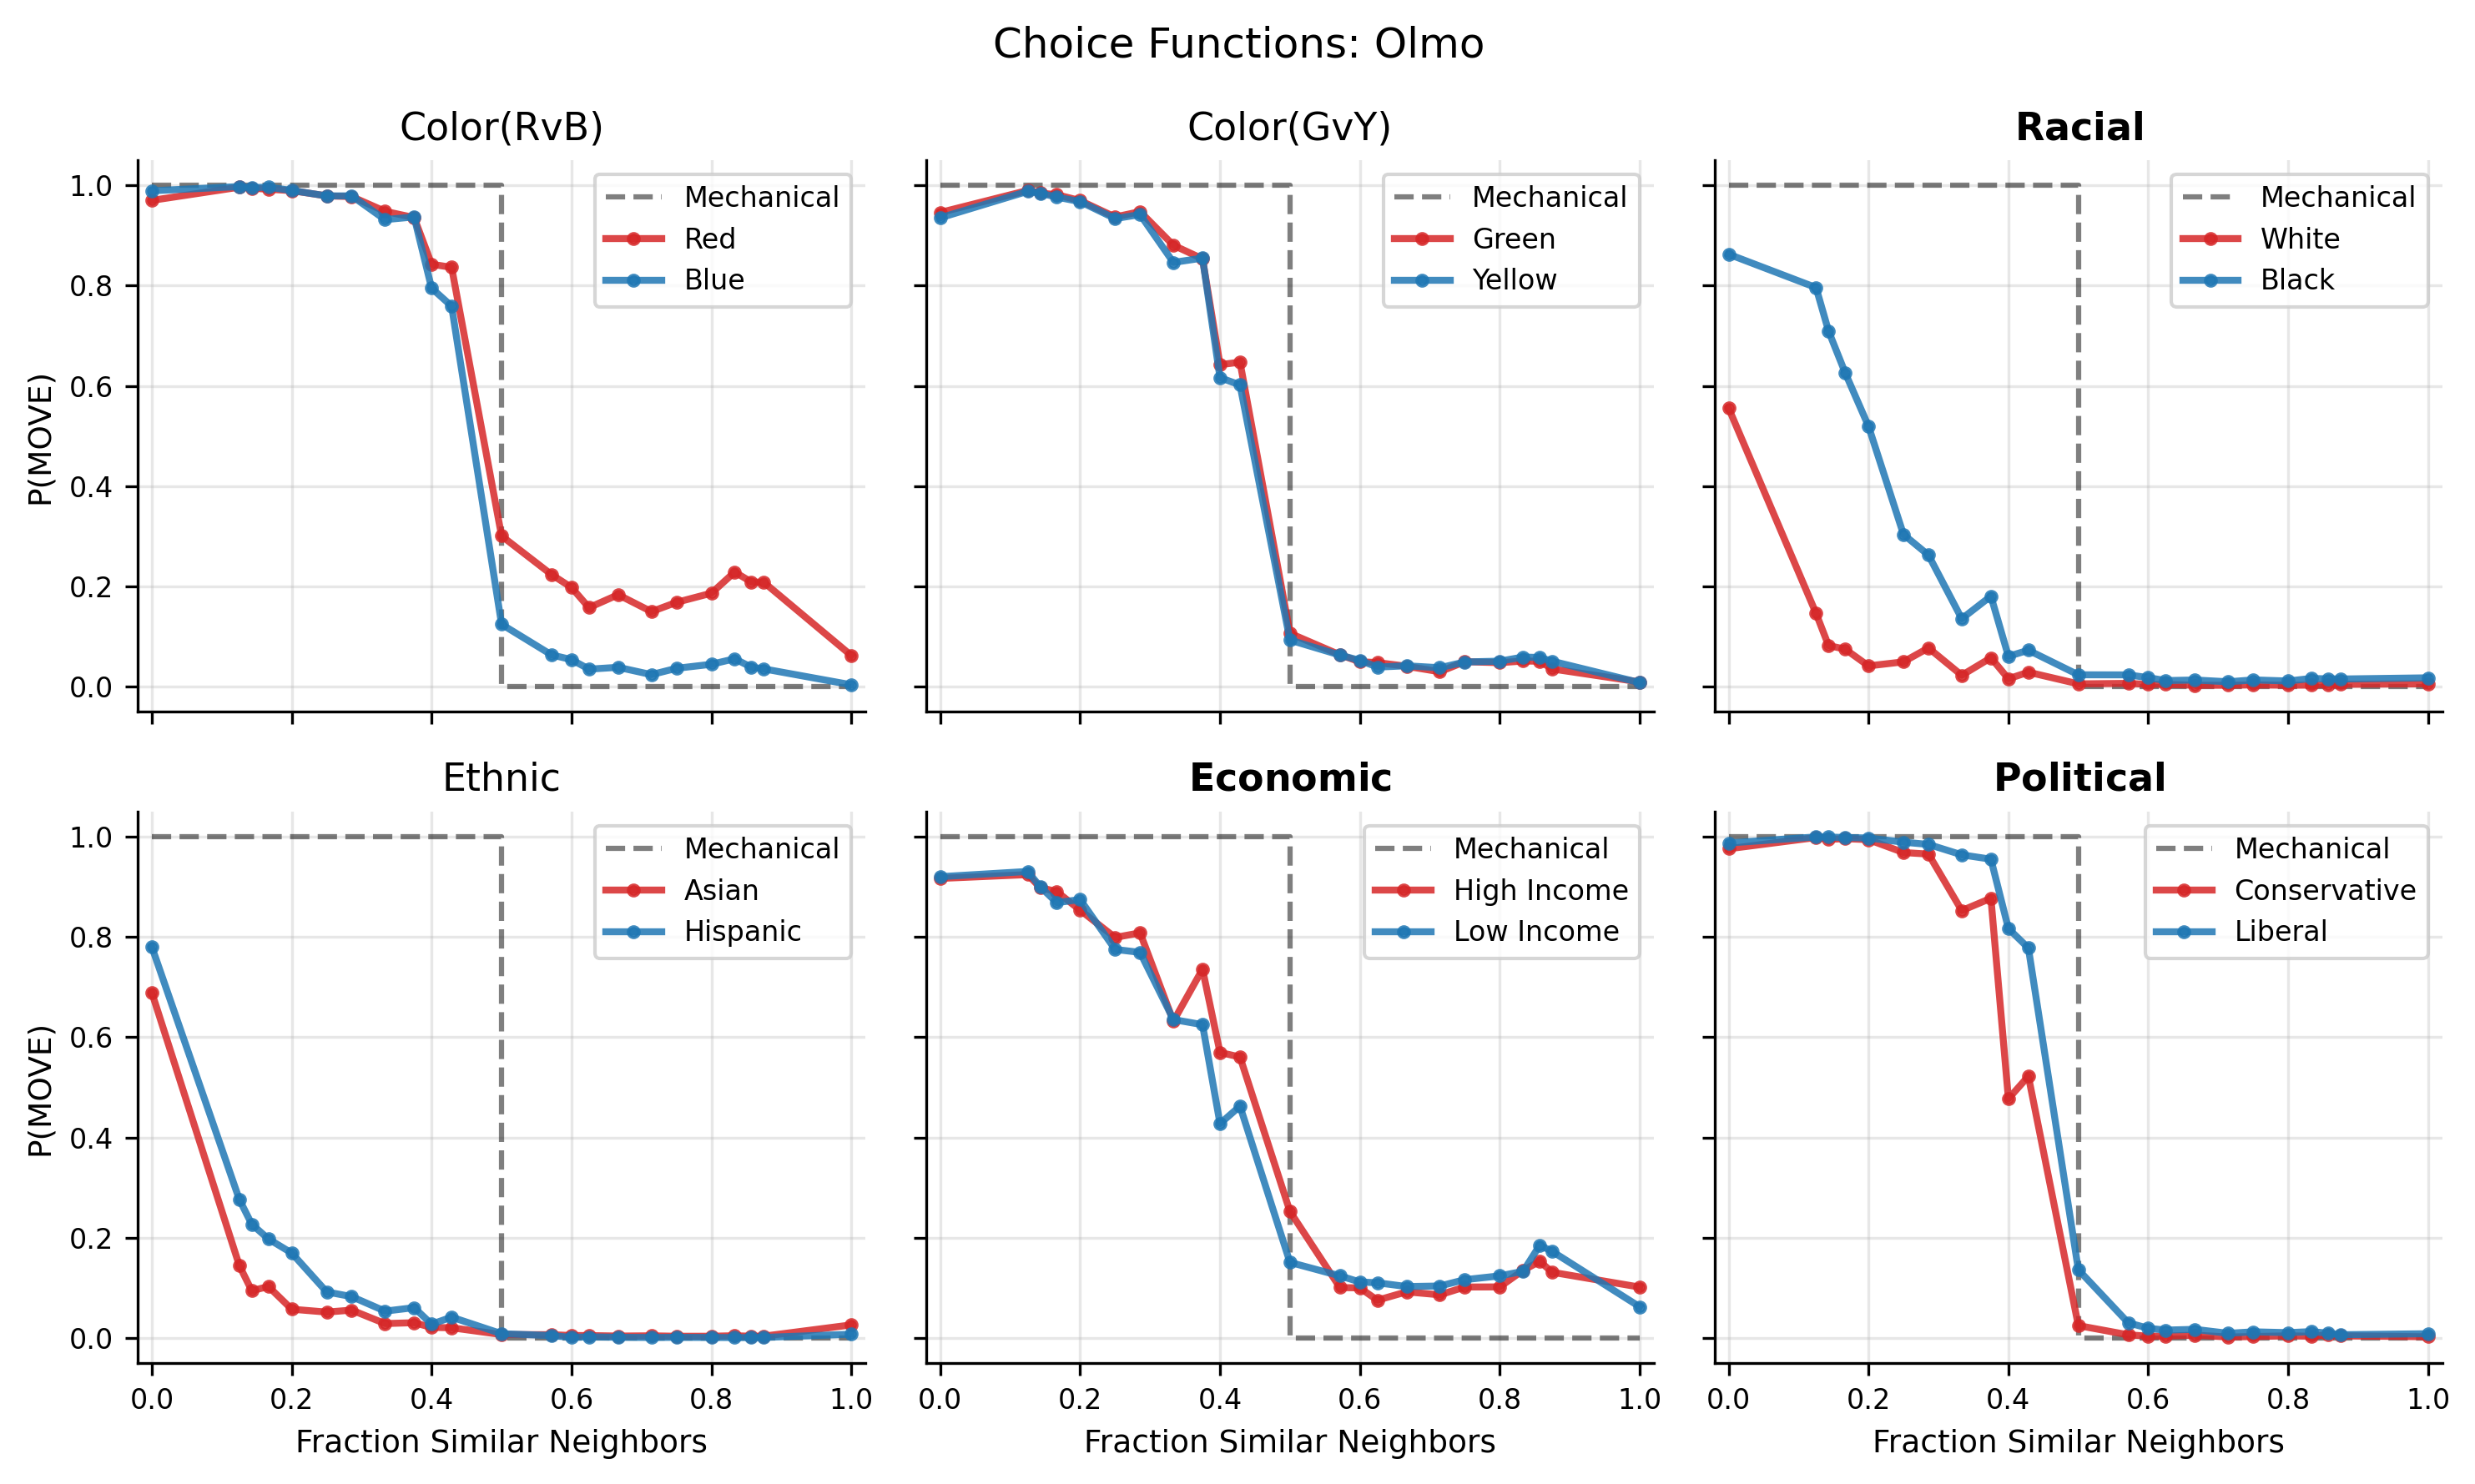 Choice Functions: Olmo
Color(RvB)
Color(GvY)
Racial
P(MOVE)
1.0
0.8
0.6
0.4
0.2
0.0
Mechanical
Red
Blue
Mechanical
Green
Yellow
Mechanical
White
Black
Ethnic
Economic
Political
P(MOVE)
1.0
0.8
0.6
0.4
0.2
0.0
Mechanical
Asian
Hispanic
Mechanical
High Income
Low Income
Mechanical
Conservative
Liberal
0.0 0.2 0.4 0.6 0.8 1.0
0.0 0.2 0.4 0.6 0.8 1.0
0.0 0.2 0.4 0.6 0.8 1.0
Fraction Similar Neighbors
Fraction Similar Neighbors
Fraction Similar Neighbors